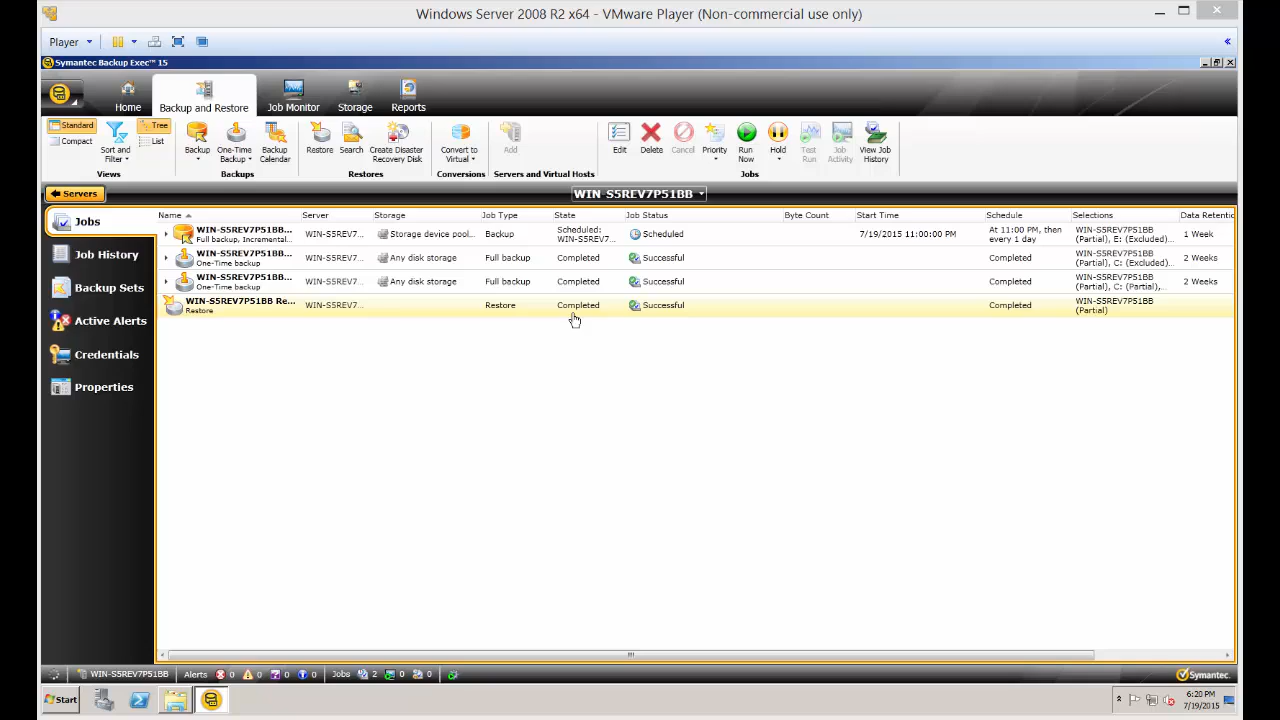 Windows Server 2008 R2 x64 - VMware Player (Non-commercial use only)
Player
Symantec Backup Exec™ 15
Home
Backup and Restore
Job Monitor
Storage
Reports
Standard
Compact
Sort and Filter
Tree
List
Views
Backup
One-Time Backup
Backup Calendar
Backups
Restore
Search
Create Disaster Recovery Disk
Restores
Convert to Virtual
Conversions
Add
Servers and Virtual Hosts
Edit
Delete
Cancel
Priority
Run Now
Hold
Test Run
Job Activity
View Job History
Jobs
Servers
WIN-S5REV7P51BB
Jobs
Job History
Backup Sets
Active Alerts
Credentials
Properties
Name Server Storage Job Type State Job Status Byte Count Start Time Schedule Selections Data Retentic
WIN-S5REV7P51BB... WIN-S5REV7... Storage device pool... Backup Scheduled: Scheduled 7/19/2015 11:00:00 PM At 11:00 PM, then WIN-S5REV7P51BB 1 Week
Full backup, Incremental... WIN-S5REV7... every 1 day (Partial), E: (Excluded)...
WIN-S5REV7P51BB... WIN-S5REV7... Any disk storage Full backup Completed Successful Completed WIN-S5REV7P51BB 2 Weeks
One-Time backup (Partial), C: (Excluded)...
WIN-S5REV7P51BB... WIN-S5REV7... Any disk storage Full backup Completed Successful Completed WIN-S5REV7P51BB 2 Weeks
One-Time backup (Partial), C: (Partial),...
WIN-S5REV7P51BB Re... WIN-S5REV7... Restore Completed Successful Completed WIN-S5REV7P51BB
Restore (Partial)
WIN-S5REV7P51BB Alerts 0 0 0 0 Jobs 2 0 0 Symantec.
Start
6:20 PM
7/19/2015